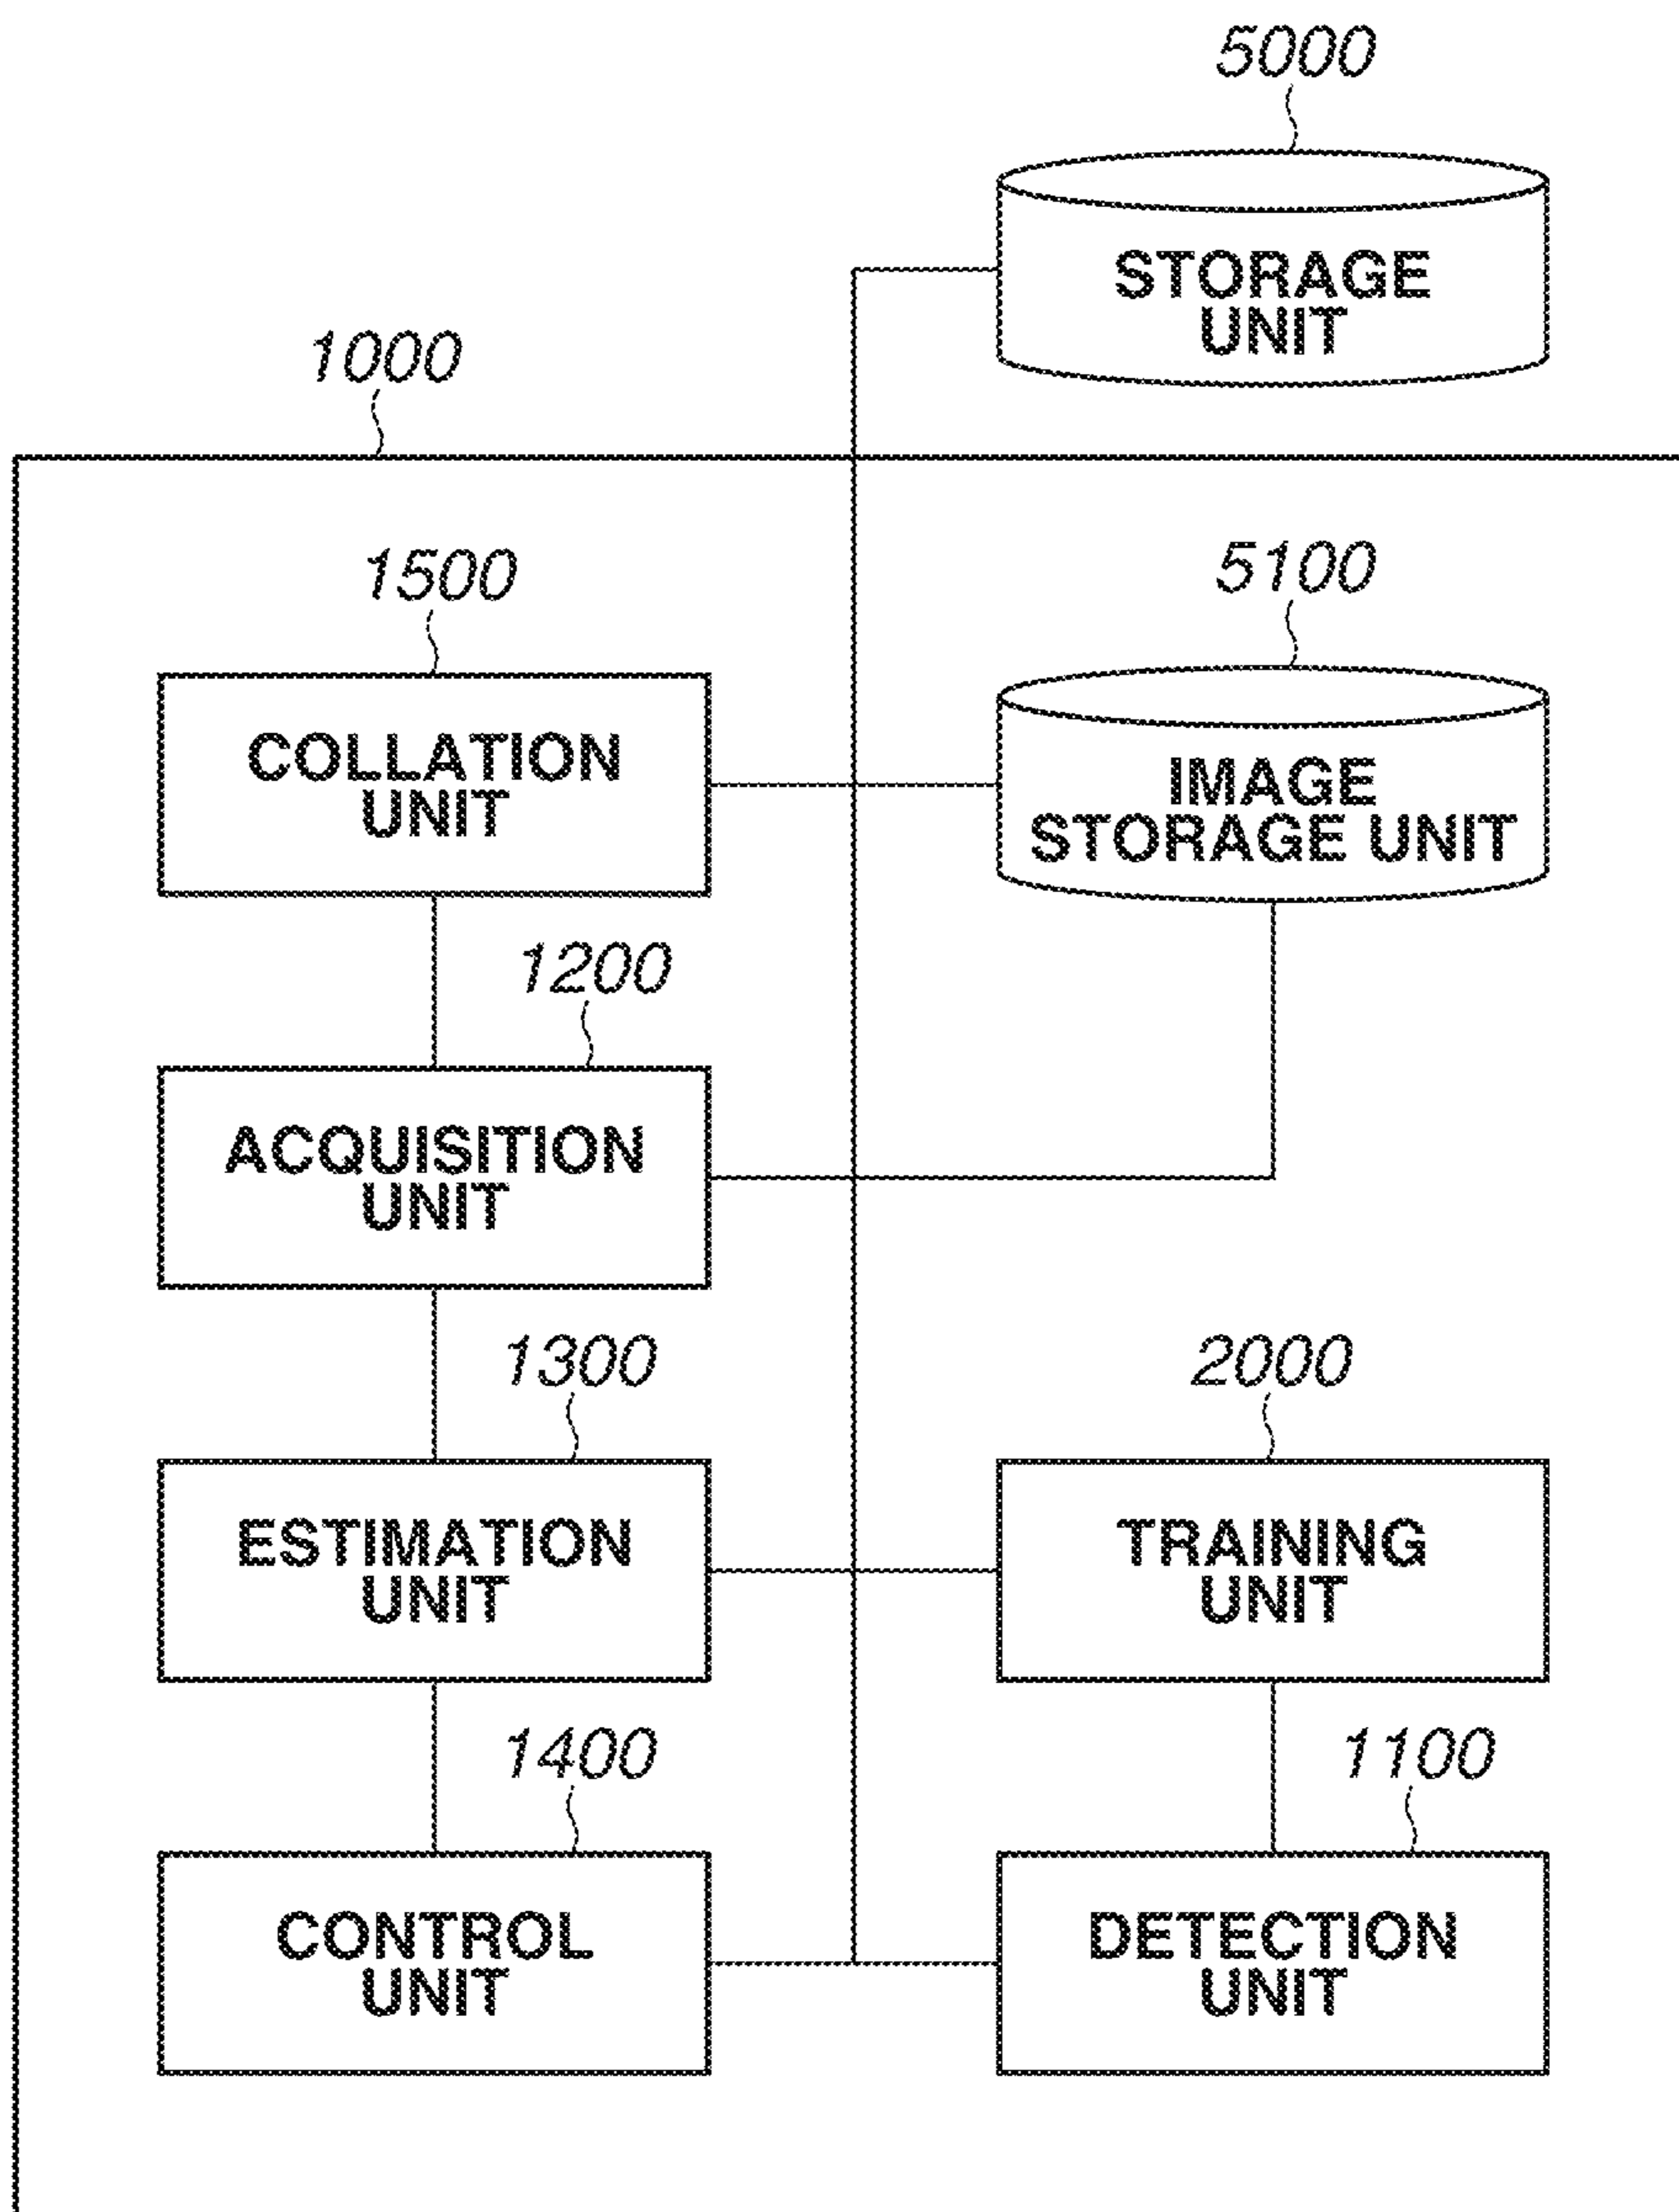 5000
STORAGE
UNIT
1000
1500
COLLATION
UNIT
5100
IMAGE
STORAGE UNIT
1200
ACQUISITION
UNIT
1300
ESTIMATION
UNIT
2000
TRAINING
UNIT
1400
CONTROL
UNIT
1100
DETECTION
UNIT